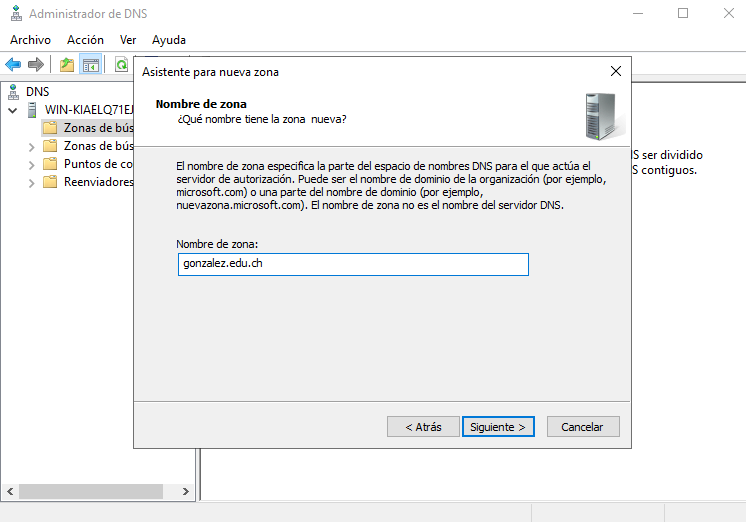 Administrador de DNS
Archivo Acción Ver Ayuda
DNS
WIN-KIAELQ71EJ
Zonas de bús
Zonas de bús
Puntos de co
Reenviadores
Asistente para nueva zona
Nombre de zona
¿Qué nombre tiene la zona nueva?
El nombre de zona especifica la parte del espacio de nombres DNS para el que actúa el
servidor de autorización. Puede ser el nombre de dominio de la organización (por ejemplo,
microsoft.com) o una parte del nombre de dominio (por ejemplo,
nuevazona.microsoft.com). El nombre de zona no es el nombre del servidor DNS.
Nombre de zona:
gonzalez.edu.ch
< Atrás Siguiente > Cancelar
S ser dividido
S contiguos.